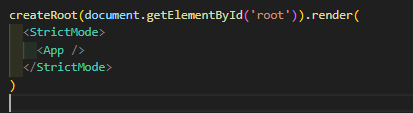 createRoot(document.getElementById('root')).render(
  <StrictMode>
    <App />
  </StrictMode>
)